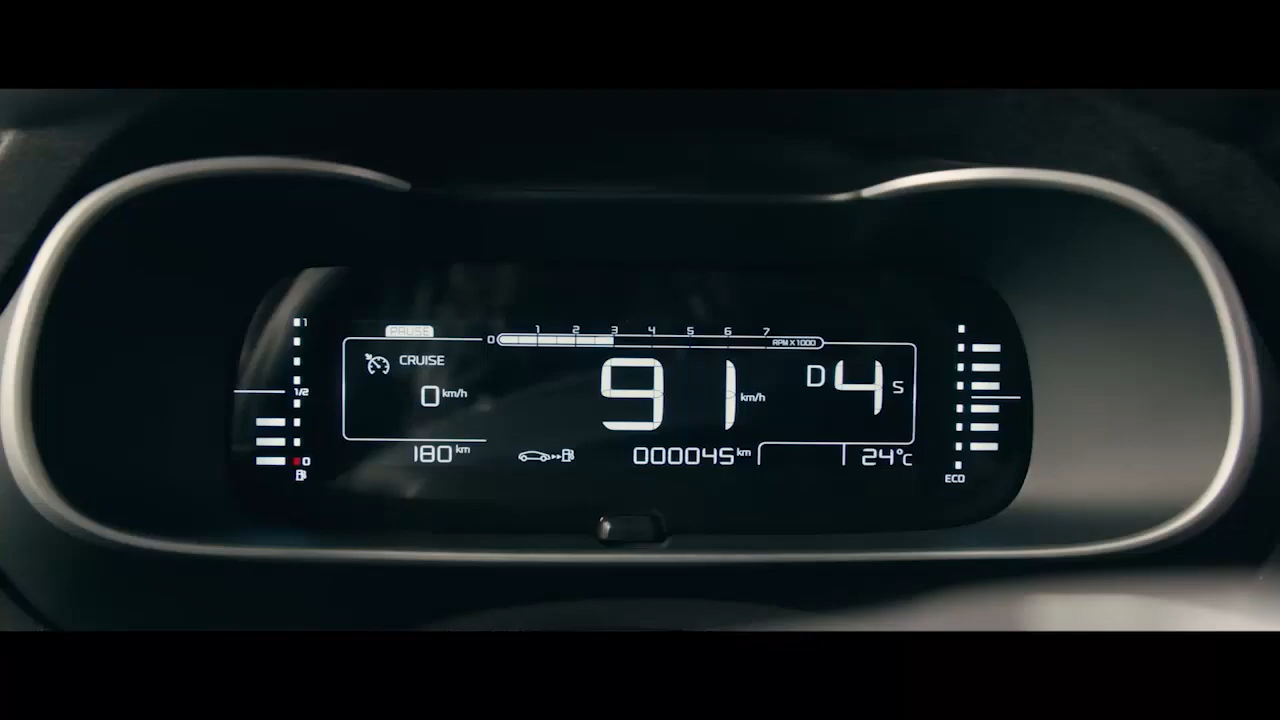 PAUSE
0 1 2 3 4 5 6 7
RPM X 1000
CRUISE
0 km/h
91 km/h
D 4 S
180 km
000045 km
24°C
1
1/2
0
ECO